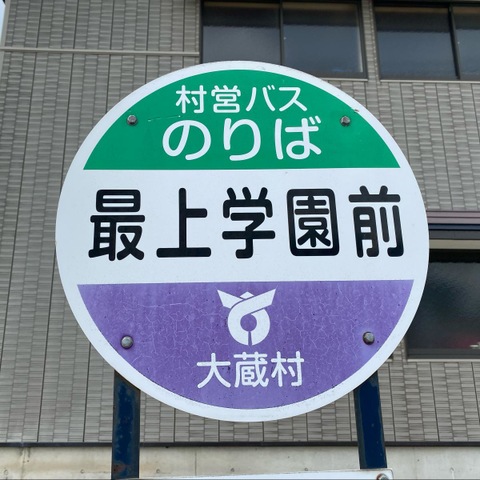 村営バス
のりば
最上学園前
大蔵村